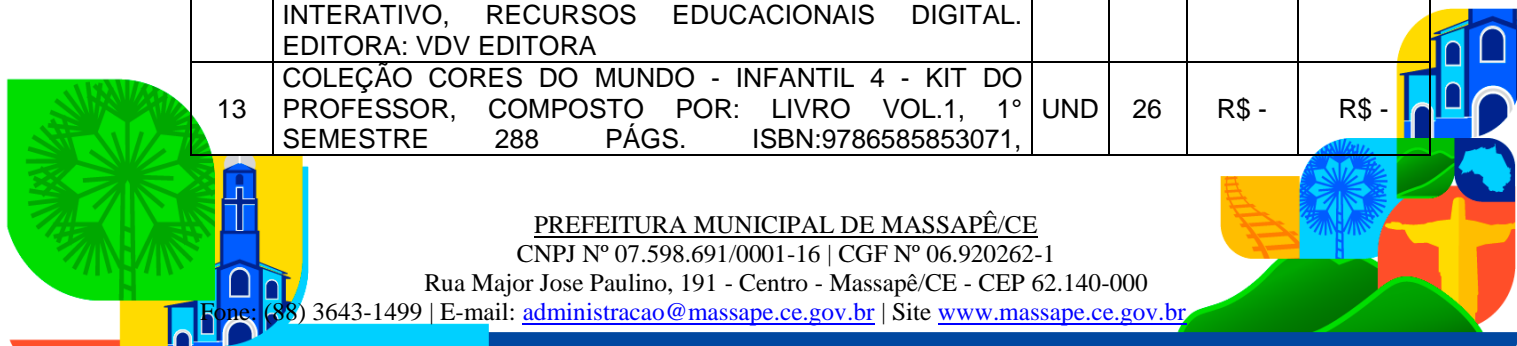 INTERATIVO, RECURSOS EDUCACIONAIS DIGITAL.
EDITORA: VDV EDITORA
COLEÇÃO CORES DO MUNDO - INFANTIL 4 - KIT DO
13 PROFESSOR, COMPOSTO POR: LIVRO VOL.1, 1° UND 26 R$ - R$ -
SEMESTRE 288 PÁGS. ISBN:9786585853071,
PREFEITURA MUNICIPAL DE MASSAPÊ/CE
CNPJ Nº 07.598.691/0001-16 | CGF Nº 06.920262-1
Rua Major Jose Paulino, 191 - Centro - Massapê/CE - CEP 62.140-000
Fone: (88) 3643-1499 | E-mail: administracao@massape.ce.gov.br | Site www.massape.ce.gov.br